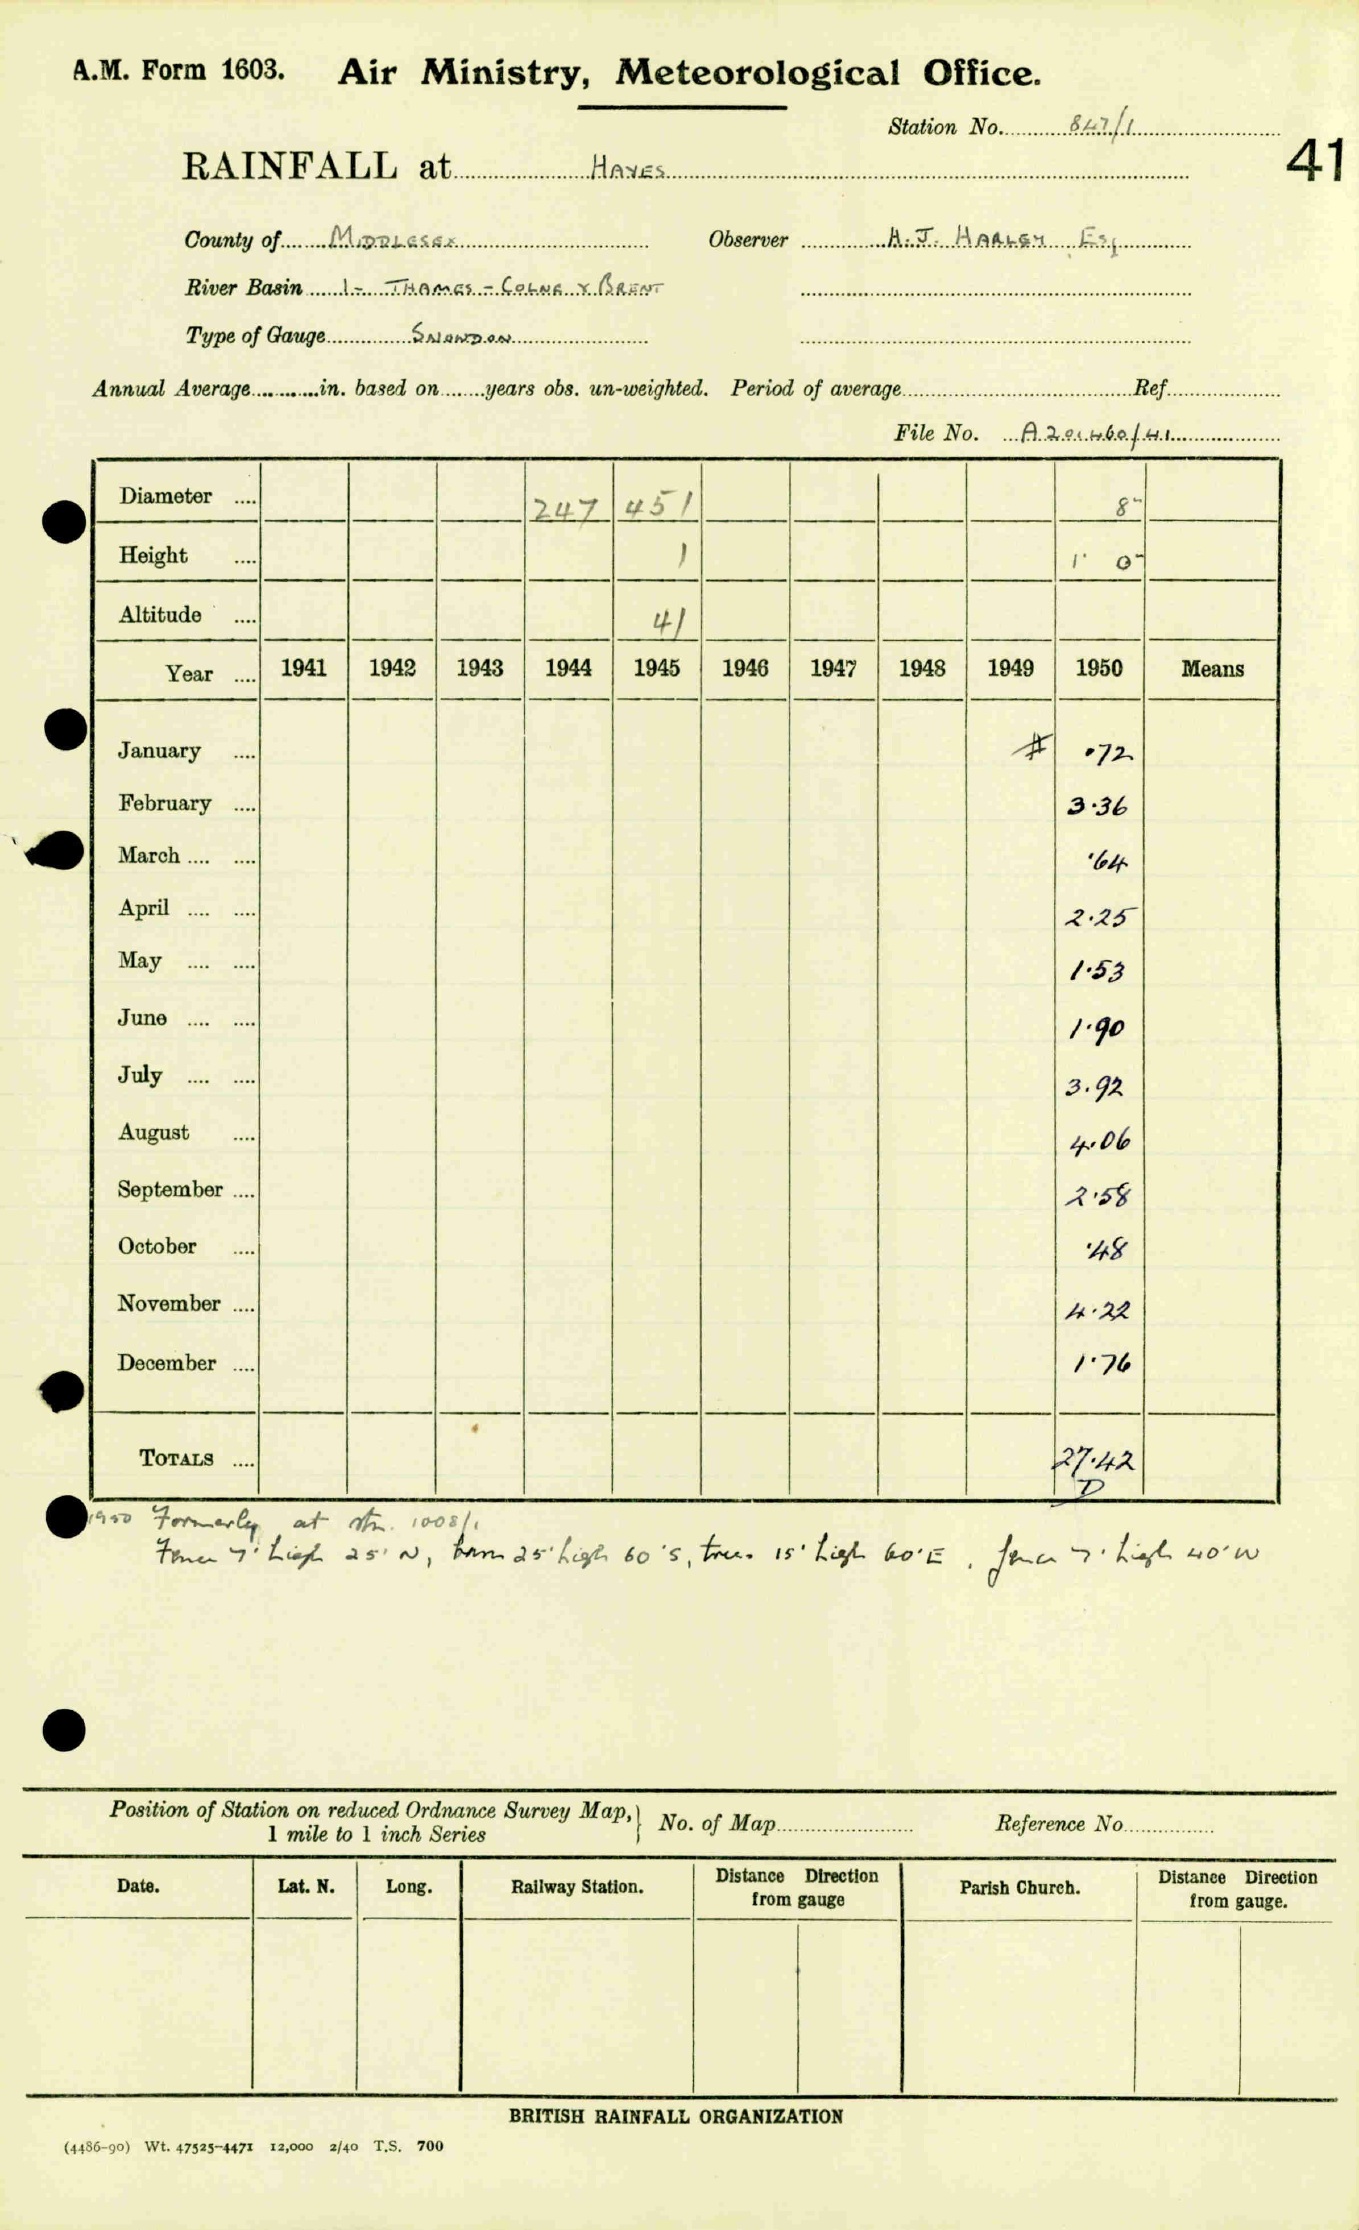 A.M. Form 1603. Air Ministry, Meteorological Office.
Station No. 847/1
41
RAINFALL at HAYES
County of MIDDLESEX Observer H. J. HARLEY Esq
River Basin 1 - THAMES - COLNE & BRENT
Type of Gauge SNOWDON
Annual Average in. based on years obs. un-weighted. Period of average Ref.
File No. A201460/41
Diameter .... 247 451 8"
Height .... 1 1' 0"
Altitude .... 41
Year .... 1941 1942 1943 1944 1945 1946 1947 1948 1949 1950 Means
January .... # .72
February .... 3.36
March .... .... .64
April .... .... 2.25
May .... .... 1.53
June .... .... 1.90
July .... .... 3.92
August .... 4.06
September .... 2.58
October .... .48
November .... 4.22
December .... 1.76
TOTALS .... 27.42
D
1950 Formerly at stn. 1008/1
Fence 7' high 25' N, barn 25' high 60' S, trees 15' high 60' E, fence 7' high 40' W
Position of Station on reduced Ordnance Survey Map, } No. of Map Reference No.
1 mile to 1 inch Series
Date. Lat. N. Long. Railway Station. Distance Direction from gauge Parish Church. Distance Direction from gauge.
BRITISH RAINFALL ORGANIZATION
(4486-90) Wt. 47525-4471 12,000 2/40 T.S. 700